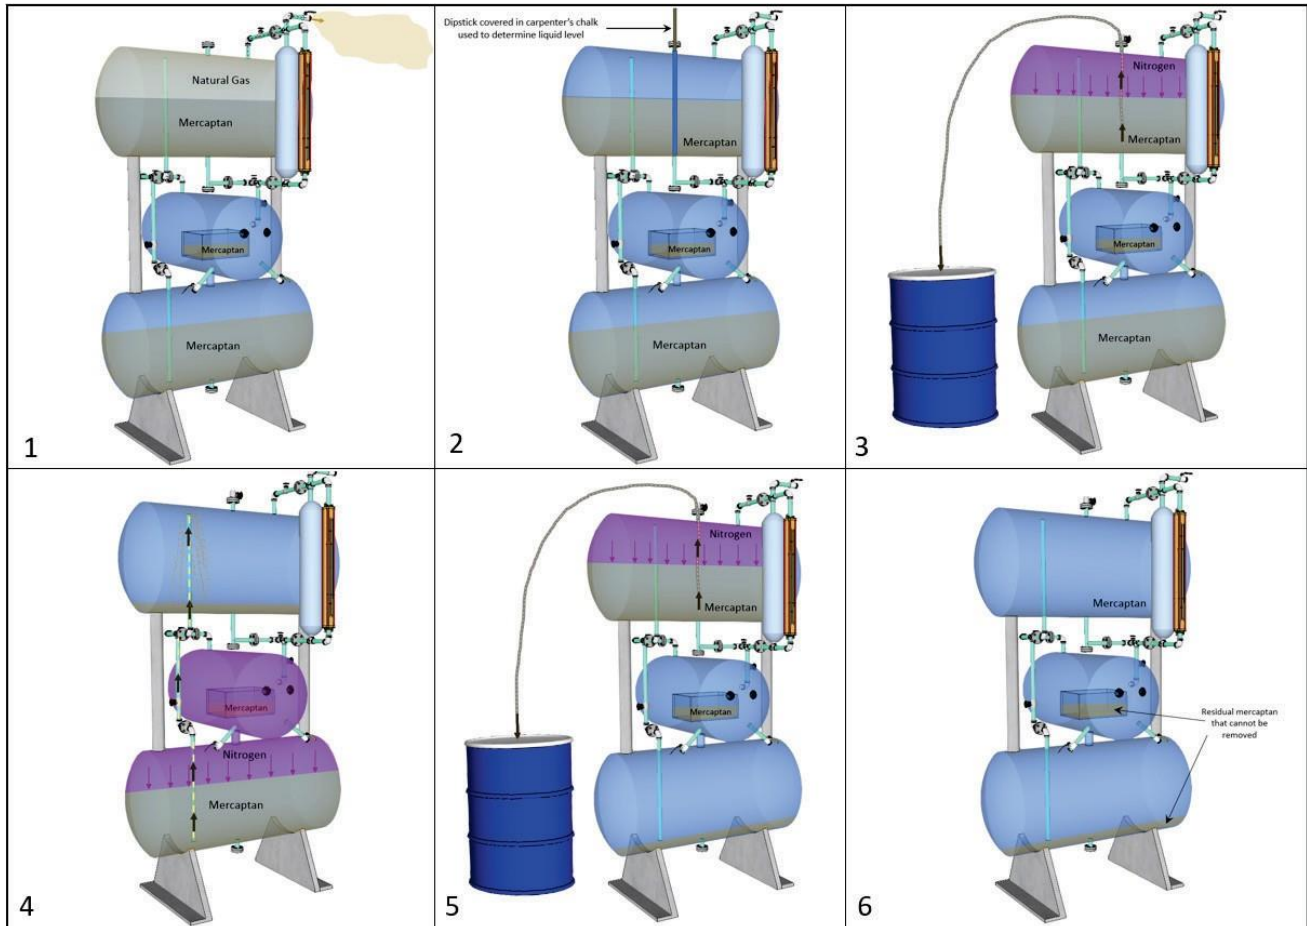 Natural Gas
Mercaptan
Mercaptan
Mercaptan
1
Dipstick covered in carpenter's chalk
used to determine liquid level
Mercaptan
Mercaptan
Mercaptan
2
Nitrogen
Mercaptan
Mercaptan
Mercaptan
3
Mercaptan
Nitrogen
Mercaptan
4
Nitrogen
Mercaptan
Mercaptan
5
Mercaptan
Mercaptan
Residual mercaptan
that cannot be
removed
6